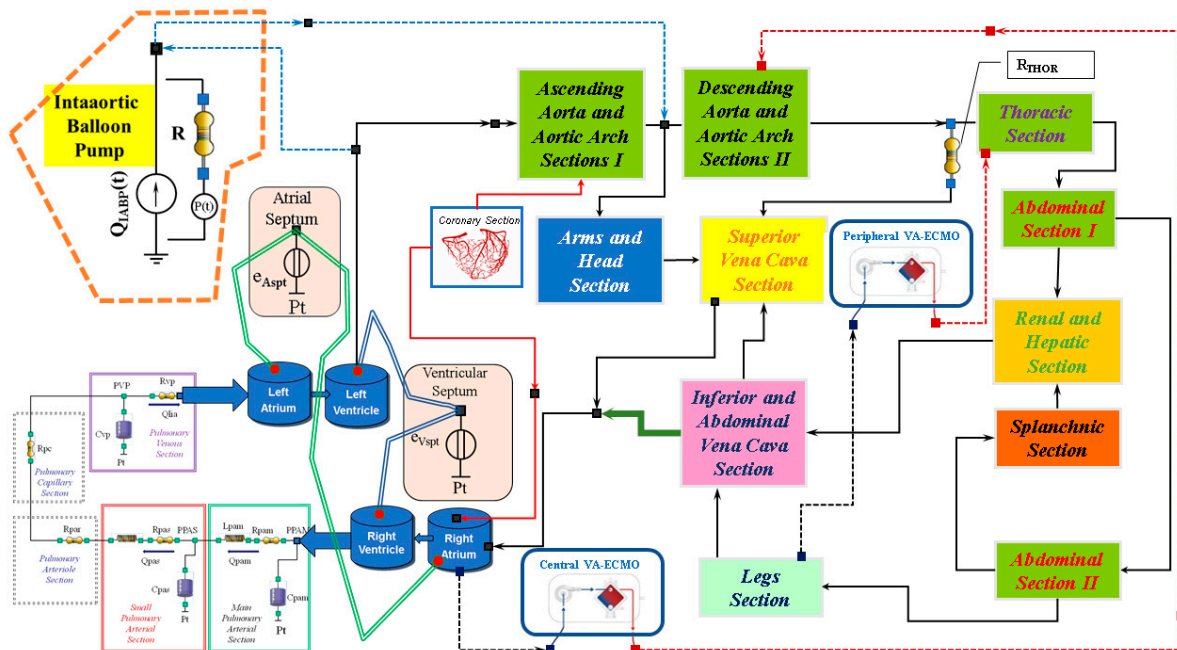 Intaaortic
Balloon
Pump
R
P(t)
Q_IABP(t)
Atrial
Septum
e_Aspt
Pt
Ascending
Aorta and
Aortic Arch
Sections I
Descending
Aorta and
Aortic Arch
Sections II
R_THOR
Thoracic
Section
Coronary Section
Arms and
Head
Section
Superior
Vena Cava
Section
Peripheral VA-ECMO
Abdominal
Section I
Renal and
Hepatic
Section
Left
Atrium
Left
Ventricle
Ventricular
Septum
e_Vspt
Pt
Inferior and
Abdominal
Vena Cava
Section
Splanchnic
Section
PVP
Rvp
Qlia
Cvp
Pt
Pulmonary
Venous
Section
Rpc
Pulmonary
Capillary
Section
Rpar
Pulmonary
Arteriole
Section
Rpas
PPAS
Qpas
Cpas
Pt
Small
Pulmonary
Arterial
Section
Lpam
Rpam
PPAM
Qpam
Cpam
Pt
Main
Pulmonary
Arterial
Section
Right
Ventricle
Right
Atrium
Central VA-ECMO
Legs
Section
Abdominal
Section II